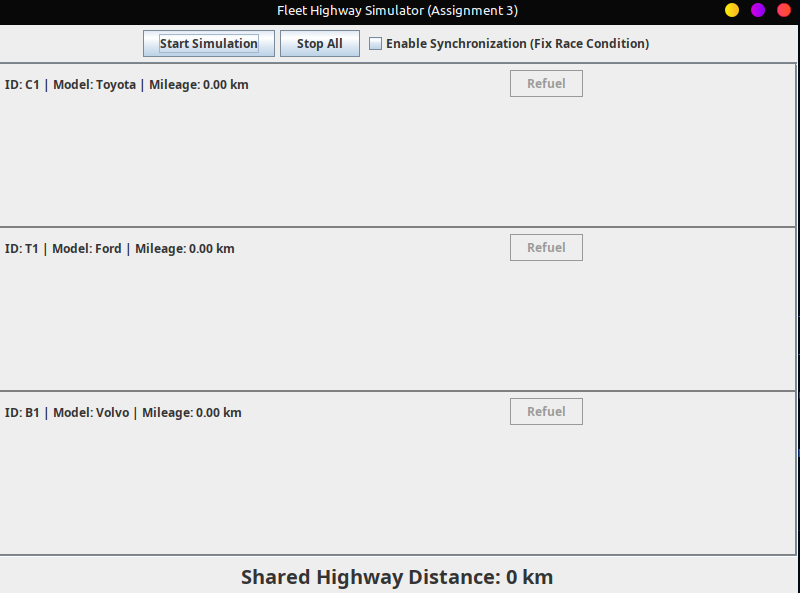 Fleet Highway Simulator (Assignment 3)
Start Simulation Stop All Enable Synchronization (Fix Race Condition)
ID: C1 | Model: Toyota | Mileage: 0.00 km Refuel
ID: T1 | Model: Ford | Mileage: 0.00 km Refuel
ID: B1 | Model: Volvo | Mileage: 0.00 km Refuel
Shared Highway Distance: 0 km